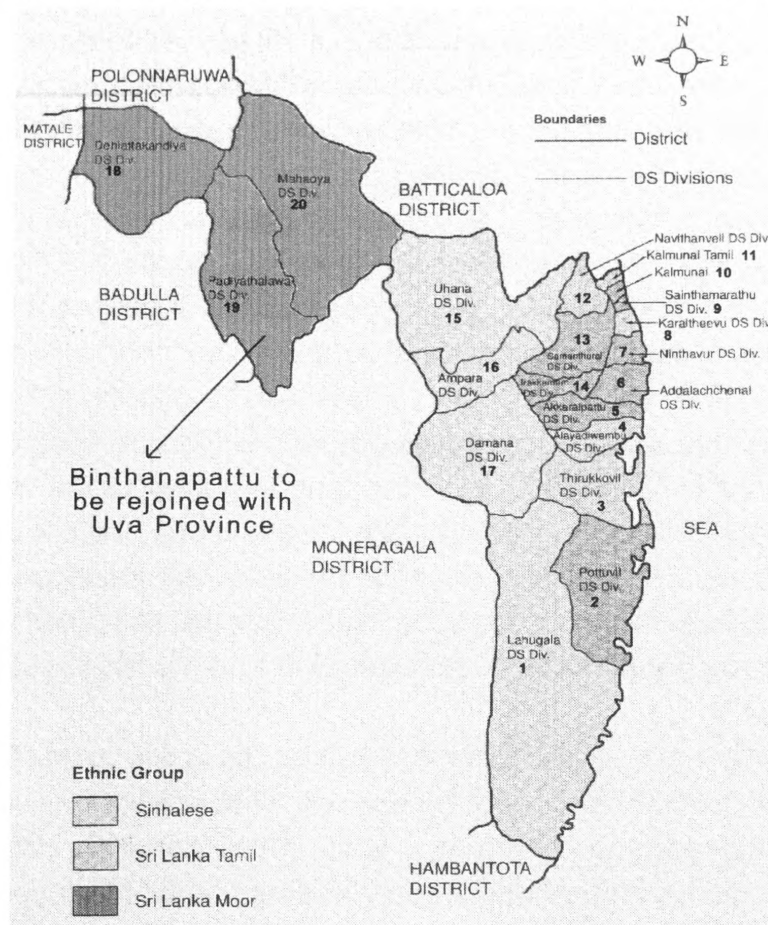 N
W E
S
POLONNARUWA
DISTRICT
MATALE
DISTRICT
Dehiattakandiya
DS Div.
18
Mahaoya
DS Div.
20
BATTICALOA
DISTRICT
Boundaries
District
DS Divisions
BADULLA
DISTRICT
Padiyathalawa
DS Div.
19
Uhana
DS Div.
15
Navithanveli DS Div
Kalmunai Tamil 11
Kalmunai 10
Sainthamarathu
DS Div. 9
Karaitheevu DS Div
8
12
13
Samanthurai DS Div.
7 Ninthavur DS Div.
16
Ampara
DS Div.
14
DS Div.
6
Addalachchenai
DS Div.
Akkaraipattu 5
DS Div.
4
Alayadiwembu
DS Div.
Damana
DS Div.
17
Thirukkovil
DS Div.
3
Binthanapattu to
be rejoined with
Uva Province
MONERAGALA
DISTRICT
SEA
Pottuvil
DS Div.
2
Lahugala
DS Div.
1
Ethnic Group
Sinhalese
Sri Lanka Tamil
Sri Lanka Moor
HAMBANTOTA
DISTRICT